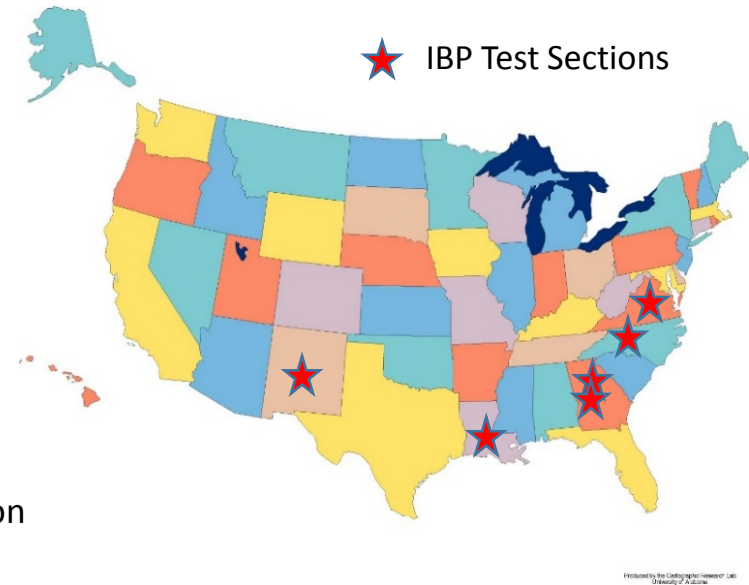 IBP Test Sections
on
Produced by the Cartographic Research Lab
University of Alabama